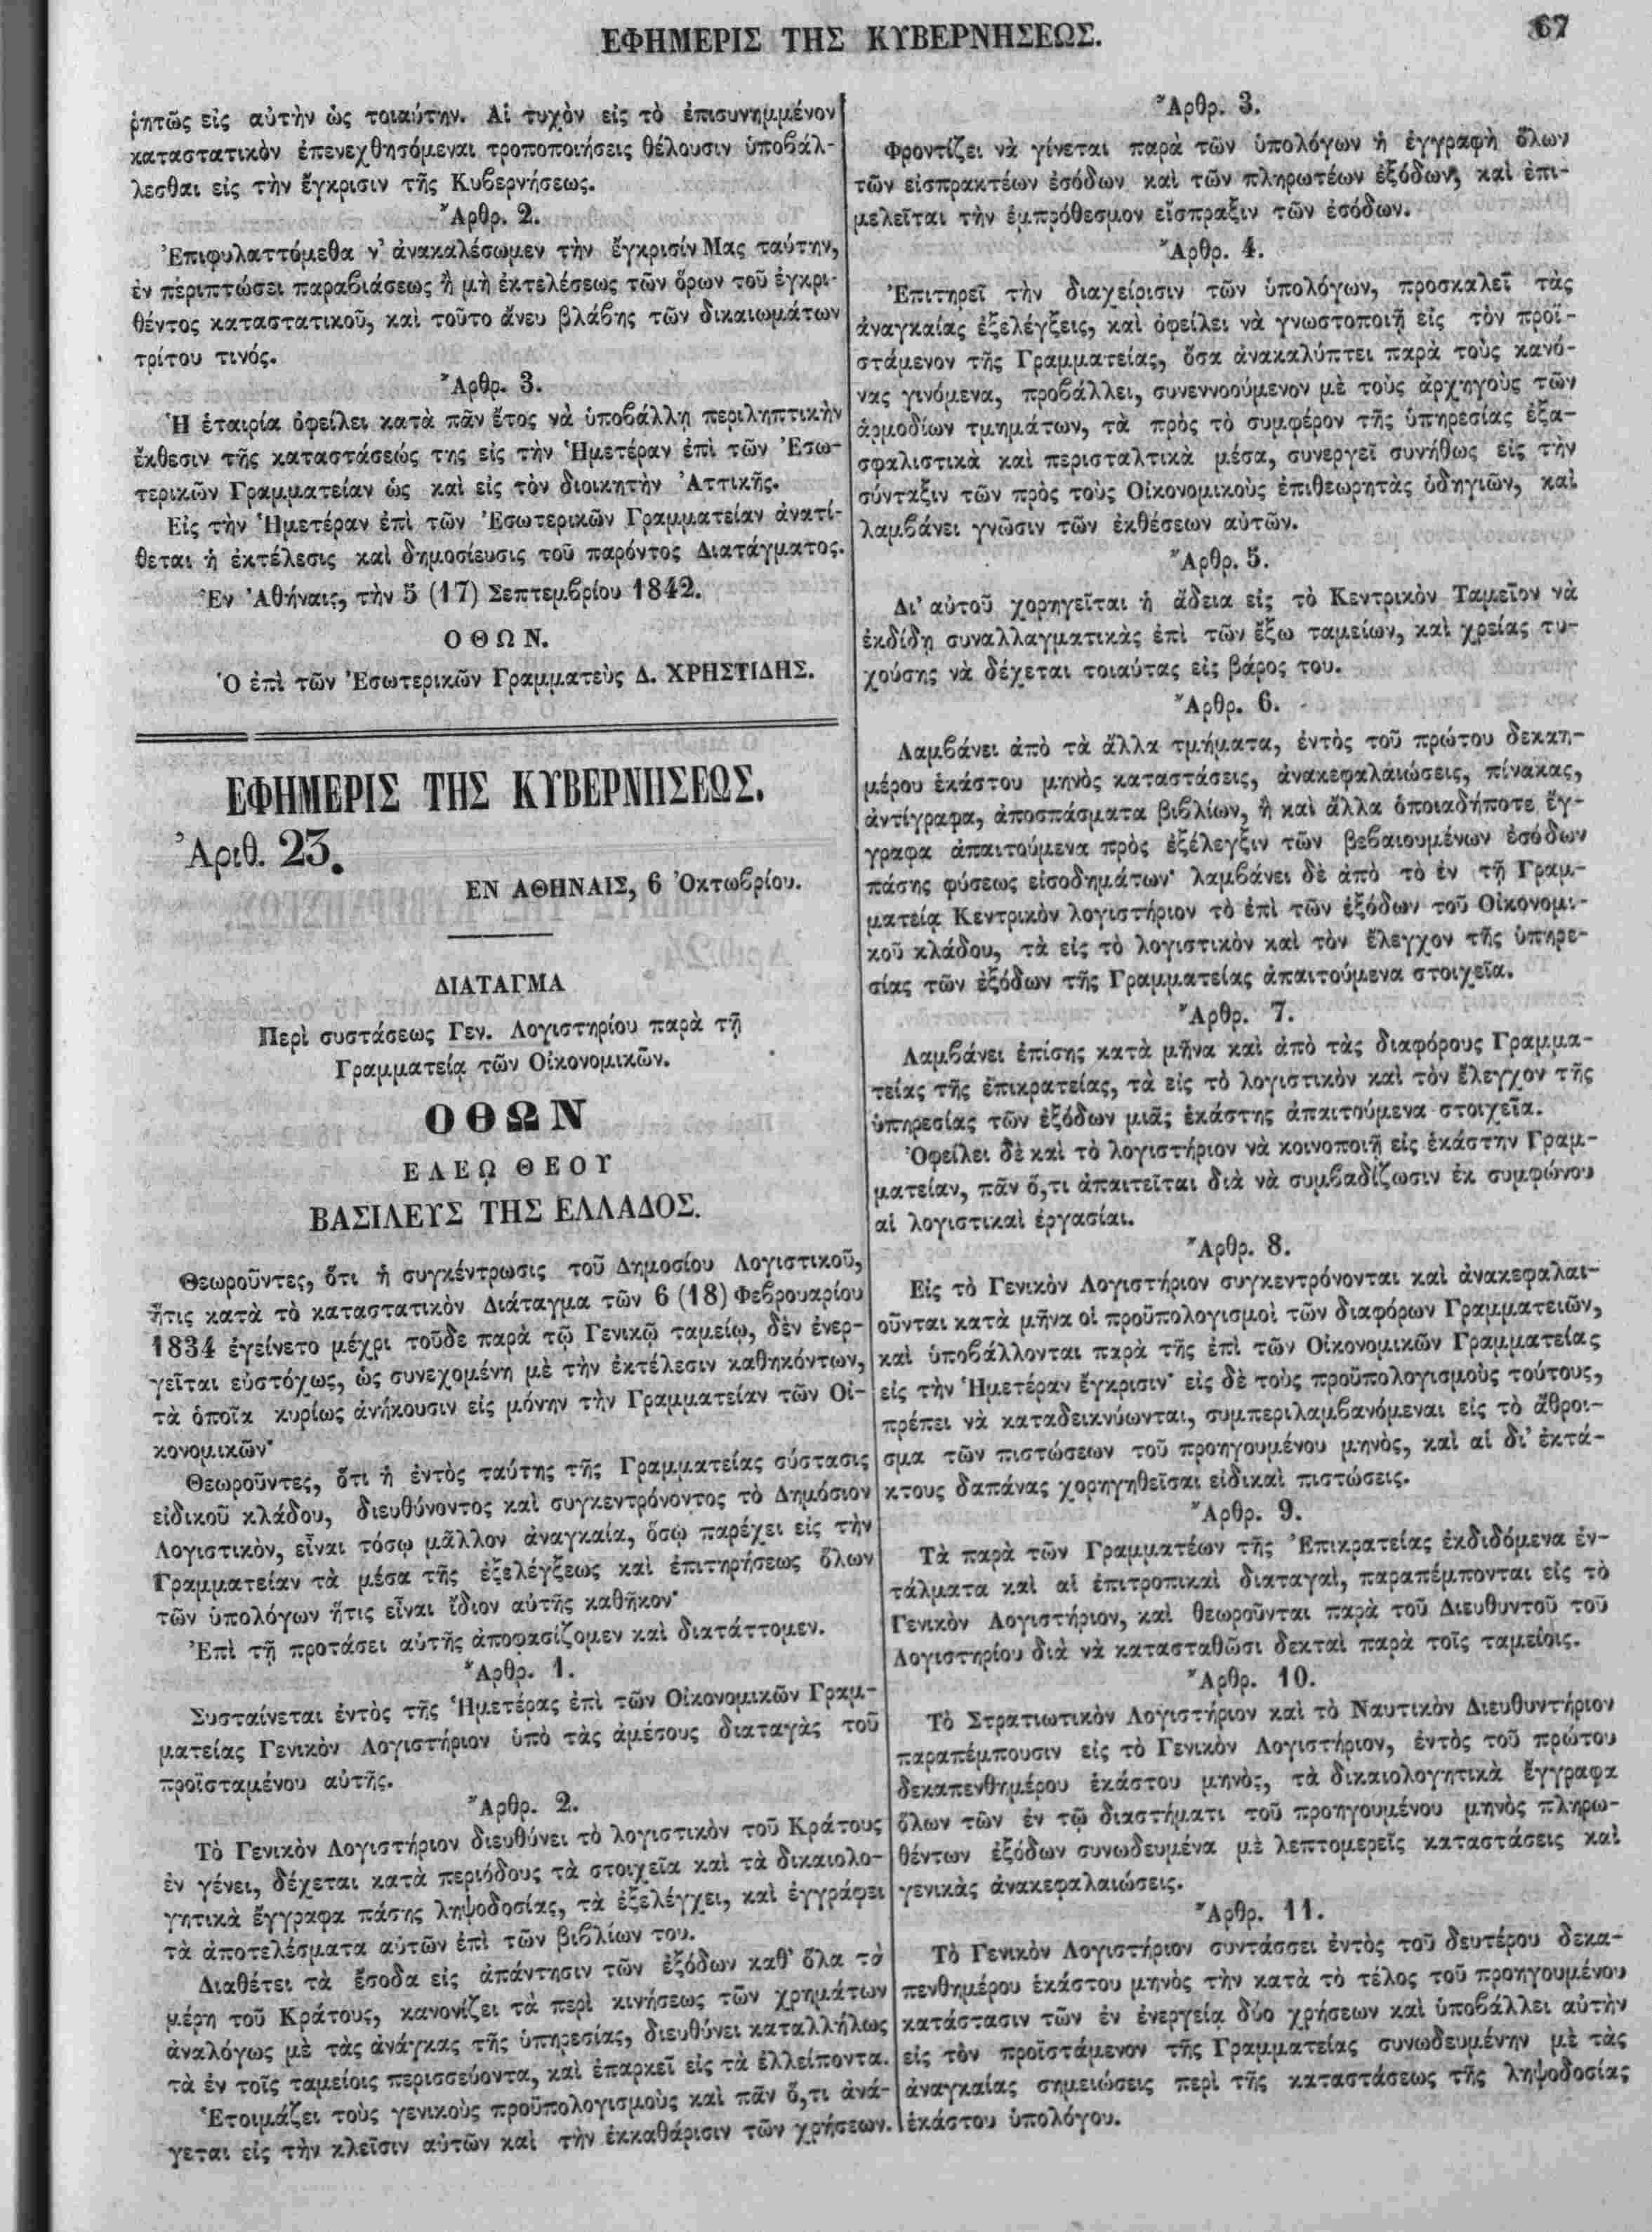 ΕΦΗΜΕΡΙΣ ΤΗΣ ΚΥΒΕΡΝΗΣΕΩΣ.
67
ῥητῶς εἰς αὐτὴν ὡς τοιαύτην. Αἱ τυχὸν εἰς τὸ ἐπισυνημμένον
καταστατικὸν ἐπενεχθησόμεναι τροποποιήσεις θέλουσιν ὑποβάλ-
λεσθαι εἰς τὴν ἔγκρισιν τῆς Κυβερνήσεως.
Ἄρθρ. 2.
Ἐπιφυλαττόμεθα ν’ ἀνακαλέσωμεν τὴν ἔγκρισίν Μας ταύτην,
ἐν περιπτώσει παραβιάσεως ἢ μὴ ἐκτελέσεως τῶν ὅρων τοῦ ἐγκρι-
θέντος καταστατικοῦ, καὶ τοῦτο ἄνευ βλάβης τῶν δικαιωμάτων
τρίτου τινός.
Ἄρθρ. 3.
Ἡ ἑταιρία ὀφείλει κατὰ πᾶν ἔτος νὰ ὑποβάλλῃ περιληπτικὴν
ἔκθεσιν τῆς καταστάσεώς της εἰς τὴν Ἡμετέραν ἐπὶ τῶν Ἐσω-
τερικῶν Γραμματείαν ὡς καὶ εἰς τὸν διοικητὴν Ἀττικῆς.
Εἰς τὴν Ἡμετέραν ἐπὶ τῶν Ἐσωτερικῶν Γραμματείαν ἀνατί-
θεται ἡ ἐκτέλεσις καὶ δημοσίευσις τοῦ παρόντος Διατάγματος.
Ἐν Ἀθήναις, τὴν 5 (17) Σεπτεμβρίου 1842.
ΟΘΩΝ.
Ὁ ἐπὶ τῶν Ἐσωτερικῶν Γραμματεὺς Δ. ΧΡΗΣΤΙΔΗΣ.
ΕΦΗΜΕΡΙΣ ΤΗΣ ΚΥΒΕΡΝΗΣΕΩΣ.
Ἀριθ. 23.
ΕΝ ΑΘΗΝΑΙΣ, 6 Ὀκτωβρίου.
ΔΙΑΤΑΓΜΑ
Περὶ συστάσεως Γεν. Λογιστηρίου παρὰ τῇ
Γραμματείᾳ τῶν Οἰκονομικῶν.
ΟΘΩΝ
ΕΛΕῼ ΘΕΟΥ
ΒΑΣΙΛΕΥΣ ΤΗΣ ΕΛΛΑΔΟΣ.
Θεωροῦντες, ὅτι ἡ συγκέντρωσις τοῦ Δημοσίου Λογιστικοῦ,
ἥτις κατὰ τὸ καταστατικὸν Διάταγμα τῶν 6 (18) Φεβρουαρίου
1834 ἐγείνετο μέχρι τοῦδε παρὰ τῷ Γενικῷ ταμείῳ, δὲν ἐνερ-
γεῖται εὐστόχως, ὡς συνεχομένη μὲ τὴν ἐκτέλεσιν καθηκόντων,
τὰ ὁποῖα κυρίως ἀνήκουσιν εἰς μόνην τὴν Γραμματείαν τῶν Οἰ-
κονομικῶν·
Θεωροῦντες, ὅτι ἡ ἐντὸς ταύτης τῆς Γραμματείας σύστασις
εἰδικοῦ κλάδου, διευθύνοντος καὶ συγκεντρόνοντος τὸ Δημόσιον
Λογιστικὸν, εἶναι τόσῳ μᾶλλον ἀναγκαία, ὅσῳ παρέχει εἰς τὴν
Γραμματείαν τὰ μέσα τῆς ἐξελέγξεως καὶ ἐπιτηρήσεως ὅλων
τῶν ὑπολόγων ἥτις εἶναι ἴδιον αὐτῆς καθῆκον·
Ἐπὶ τῇ προτάσει αὐτῆς ἀποφασίζομεν καὶ διατάττομεν.
Ἄρθρ. 1.
Συσταίνεται ἐντὸς τῆς Ἡμετέρας ἐπὶ τῶν Οἰκονομικῶν Γραμ-
ματείας Γενικὸν Λογιστήριον ὑπὸ τὰς ἀμέσους διαταγὰς τοῦ
προϊσταμένου αὐτῆς.
Ἄρθρ. 2.
Τὸ Γενικὸν Λογιστήριον διευθύνει τὸ λογιστικὸν τοῦ Κράτους
ἐν γένει, δέχεται κατὰ περιόδους τὰ στοιχεῖα καὶ τὰ δικαιολο-
γητικὰ ἔγγραφα πάσης ληψοδοσίας, τὰ ἐξελέγχει, καὶ ἐγγράφει
τὰ ἀποτελέσματα αὐτῶν ἐπὶ τῶν βιβλίων του.
Διαθέτει τὰ ἔσοδα εἰς ἀπάντησιν τῶν ἐξόδων καθ’ ὅλα τὰ
μέρη τοῦ Κράτους, κανονίζει τὰ περὶ κινήσεως τῶν χρημάτων
ἀναλόγως μὲ τὰς ἀνάγκας τῆς ὑπηρεσίας, διευθύνει καταλλήλως
τὰ ἐν τοῖς ταμείοις περισσεύοντα, καὶ ἐπαρκεῖ εἰς τὰ ἐλλείποντα.
Ἑτοιμάζει τοὺς γενικοὺς προϋπολογισμοὺς καὶ πᾶν ὅ,τι ἀνά-
γεται εἰς τὴν κλεῖσιν αὐτῶν καὶ τὴν ἐκκαθάρισιν τῶν χρήσεων.
Ἄρθρ. 3.
Φροντίζει νὰ γίνεται παρὰ τῶν ὑπολόγων ἡ ἐγγραφὴ ὅλων
τῶν εἰσπρακτέων ἐσόδων καὶ τῶν πληρωτέων ἐξόδων, καὶ ἐπι-
μελεῖται τὴν ἐμπρόθεσμον εἴσπραξιν τῶν ἐσόδων.
Ἄρθρ. 4.
Ἐπιτηρεῖ τὴν διαχείρισιν τῶν ὑπολόγων, προσκαλεῖ τὰς
ἀναγκαίας ἐξελέγξεις, καὶ ὀφείλει νὰ γνωστοποιῇ εἰς τὸν προϊ-
στάμενον τῆς Γραμματείας, ὅσα ἀνακαλύπτει παρὰ τοὺς κανό-
νας γινόμενα, προβάλλει, συνεννοούμενον μὲ τοὺς ἀρχηγοὺς τῶν
ἁρμοδίων τμημάτων, τὰ πρὸς τὸ συμφέρον τῆς ὑπηρεσίας ἐξα-
σφαλιστικὰ καὶ περισταλτικὰ μέσα, συνεργεῖ συνήθως εἰς τὴν
σύνταξιν τῶν πρὸς τοὺς Οἰκονομικοὺς ἐπιθεωρητὰς ὁδηγιῶν, καὶ
λαμβάνει γνῶσιν τῶν ἐκθέσεων αὐτῶν.
Ἄρθρ. 5.
Δι’ αὐτοῦ χορηγεῖται ἡ ἄδεια εἰς τὸ Κεντρικὸν Ταμεῖον νὰ
ἐκδίδῃ συναλλαγματικὰς ἐπὶ τῶν ἔξω ταμείων, καὶ χρείας τυ-
χούσης νὰ δέχεται τοιαύτας εἰς βάρος του.
Ἄρθρ. 6.
Λαμβάνει ἀπὸ τὰ ἄλλα τμήματα, ἐντὸς τοῦ πρώτου δεκαη-
μέρου ἑκάστου μηνὸς καταστάσεις, ἀνακεφαλαιώσεις, πίνακας,
ἀντίγραφα, ἀποσπάσματα βιβλίων, ἢ καὶ ἄλλα ὁποιαδήποτε ἔγ-
γραφα ἀπαιτούμενα πρὸς ἐξέλεγξιν τῶν βεβαιουμένων ἐσόδων
πάσης φύσεως εἰσοδημάτων· λαμβάνει δὲ ἀπὸ τὸ ἐν τῇ Γραμ-
ματείᾳ Κεντρικὸν λογιστήριον τὸ ἐπὶ τῶν ἐξόδων τοῦ Οἰκονομι-
κοῦ κλάδου, τὰ εἰς τὸ λογιστικὸν καὶ τὸν ἔλεγχον τῆς ὑπηρε-
σίας τῶν ἐξόδων τῆς Γραμματείας ἀπαιτούμενα στοιχεῖα.
Ἄρθρ. 7.
Λαμβάνει ἐπίσης κατὰ μῆνα καὶ ἀπὸ τὰς διαφόρους Γραμμα-
τείας τῆς ἐπικρατείας, τὰ εἰς τὸ λογιστικὸν καὶ τὸν ἔλεγχον τῆς
ὑπηρεσίας τῶν ἐξόδων μιᾶς ἑκάστης ἀπαιτούμενα στοιχεῖα.
Ὀφείλει δὲ καὶ τὸ λογιστήριον νὰ κοινοποιῇ εἰς ἑκάστην Γραμ-
ματείαν, πᾶν ὅ,τι ἀπαιτεῖται διὰ νὰ συμβαδίζωσιν ἐκ συμφώνου
αἱ λογιστικαὶ ἐργασίαι.
Ἄρθρ. 8.
Εἰς τὸ Γενικὸν Λογιστήριον συγκεντρόνονται καὶ ἀνακεφαλαι-
οῦνται κατὰ μῆνα οἱ προϋπολογισμοὶ τῶν διαφόρων Γραμματειῶν,
καὶ ὑποβάλλονται παρὰ τῆς ἐπὶ τῶν Οἰκονομικῶν Γραμματείας
εἰς τὴν Ἡμετέραν ἔγκρισιν· εἰς δὲ τοὺς προϋπολογισμοὺς τούτους,
πρέπει νὰ καταδεικνύωνται, συμπεριλαμβανόμεναι εἰς τὸ ἄθροι-
σμα τῶν πιστώσεων τοῦ προηγουμένου μηνὸς, καὶ αἱ δι’ ἐκτά-
κτους δαπάνας χορηγηθεῖσαι εἰδικαὶ πιστώσεις.
Ἄρθρ. 9.
Τὰ παρὰ τῶν Γραμματέων τῆς Ἐπικρατείας ἐκδιδόμενα ἐν-
τάλματα καὶ αἱ ἐπιτροπικαὶ διαταγαὶ, παραπέμπονται εἰς τὸ
Γενικὸν Λογιστήριον, καὶ θεωροῦνται παρὰ τοῦ Διευθυντοῦ τοῦ
Λογιστηρίου διὰ νὰ κατασταθῶσι δεκταὶ παρὰ τοῖς ταμείοις.
Ἄρθρ. 10.
Τὸ Στρατιωτικὸν Λογιστήριον καὶ τὸ Ναυτικὸν Διευθυντήριον
παραπέμπουσιν εἰς τὸ Γενικὸν Λογιστήριον, ἐντὸς τοῦ πρώτου
δεκαπενθημέρου ἑκάστου μηνὸς, τὰ δικαιολογητικὰ ἔγγραφα
ὅλων τῶν ἐν τῷ διαστήματι τοῦ προηγουμένου μηνὸς πληρω-
θέντων ἐξόδων συνωδευμένα μὲ λεπτομερεῖς καταστάσεις καὶ
γενικὰς ἀνακεφαλαιώσεις.
Ἄρθρ. 11.
Τὸ Γενικὸν Λογιστήριον συντάσσει ἐντὸς τοῦ δευτέρου δεκα-
πενθημέρου ἑκάστου μηνὸς τὴν κατὰ τὸ τέλος τοῦ προηγουμένου
κατάστασιν τῶν ἐν ἐνεργείᾳ δύο χρήσεων καὶ ὑποβάλλει αὐτὴν
εἰς τὸν προϊστάμενον τῆς Γραμματείας συνωδευμένην μὲ τὰς
ἀναγκαίας σημειώσεις περὶ τῆς καταστάσεως τῆς ληψοδοσίας
ἑκάστου ὑπολόγου.